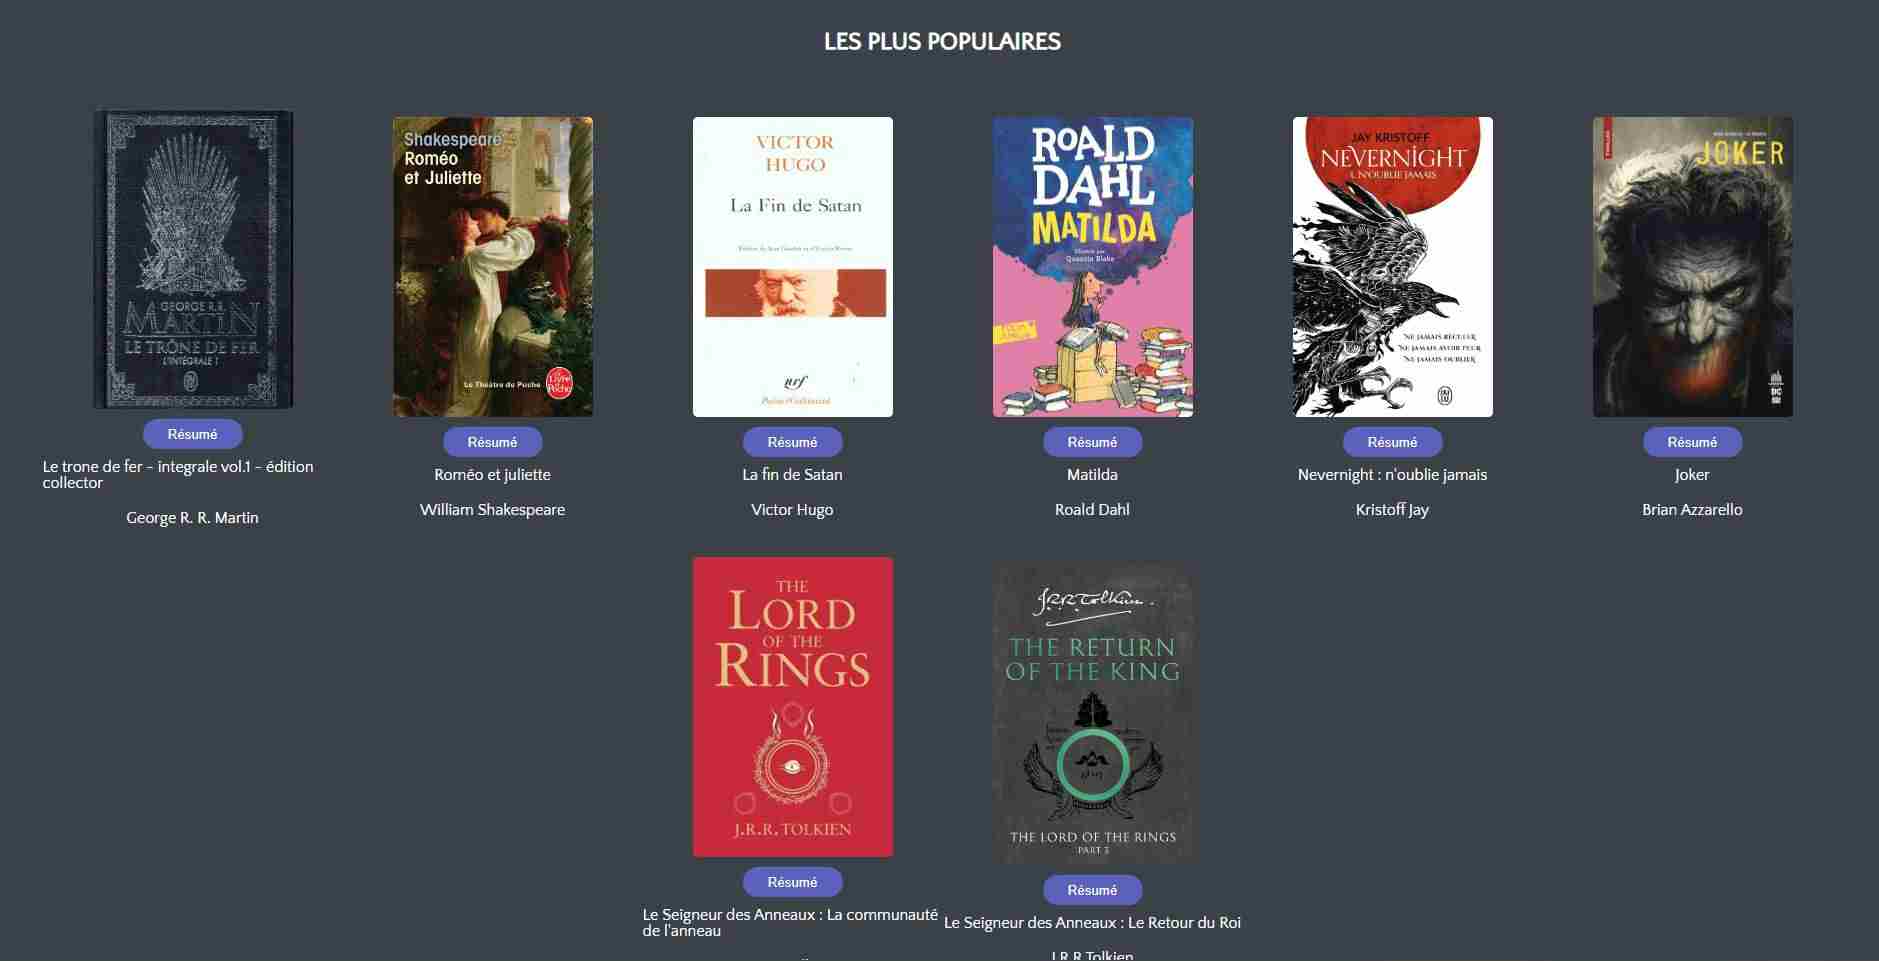 LES PLUS POPULAIRES
GEORGE R.R.
MARTIN
LE TRÔNE DE FER
L'INTÉGRALE 1
Résumé
Le trone de fer - integrale vol.1 - édition
collector
George R. R. Martin
Shakespeare
Roméo
et Juliette
Le Théâtre de Poche
Le Livre de Poche
Résumé
Roméo et juliette
William Shakespeare
VICTOR
HUGO
La Fin de Satan
nrf
Poésie/Gallimard
Résumé
La fin de Satan
Victor Hugo
ROALD
DAHL
MATILDA
Illustré par
Quentin Blake
Résumé
Matilda
Roald Dahl
JAY KRISTOFF
NEVERNIGHT
1. N'OUBLIE JAMAIS
NE JAMAIS RECULER
NE JAMAIS AVOIR PEUR
NE JAMAIS OUBLIER
Résumé
Nevernight : n'oublie jamais
Kristoff Jay
JOKER
Résumé
Joker
Brian Azzarello
THE
LORD
OF THE
RINGS
J.R.R. TOLKIEN
Résumé
Le Seigneur des Anneaux : La communauté
de l'anneau
J.R.R. Tolkien
THE RETURN
OF THE KING
THE LORD OF THE RINGS
PART 3
Résumé
Le Seigneur des Anneaux : Le Retour du Roi
J.R.R Tolkien